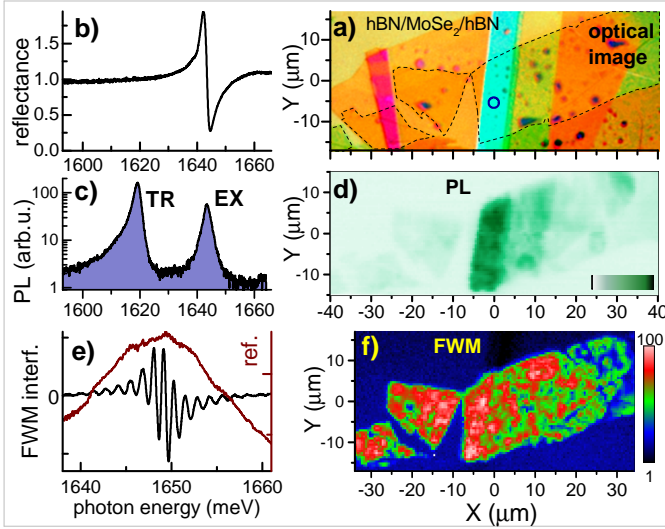 b)
reflectance
2.0
1.5
1.0
0.5
0.0
1600 1620 1640 1660
a)
hBN/MoSe₂/hBN
optical
image
Y (µm)
10
0
-10
c)
TR
EX
PL (arb.u.)
100
10
1
1600 1620 1640 1660
d)
PL
Y (µm)
10
0
-10
-40 -30 -20 -10 0 10 20 30 40
e)
ref.
FWM interf.
0
1640 1650 1660
photon energy (meV)
f)
FWM
100
1
Y (µm)
10
0
-10
-30 -20 -10 0 10 20 30
X (µm)